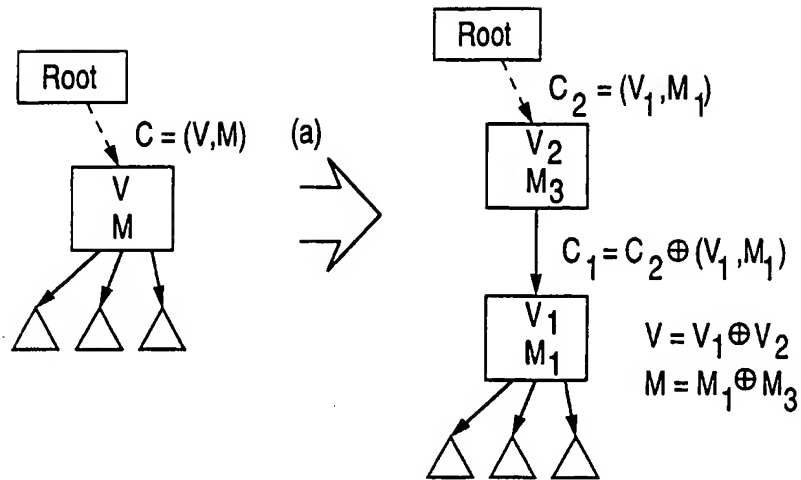 Root
C = (V,M)
V
M
(a)
Root
C2 = (V1,M1)
V2
M3
C1 = C2 ⊕ (V1,M1)
V1
M1
V = V1 ⊕ V2
M = M1 ⊕ M3